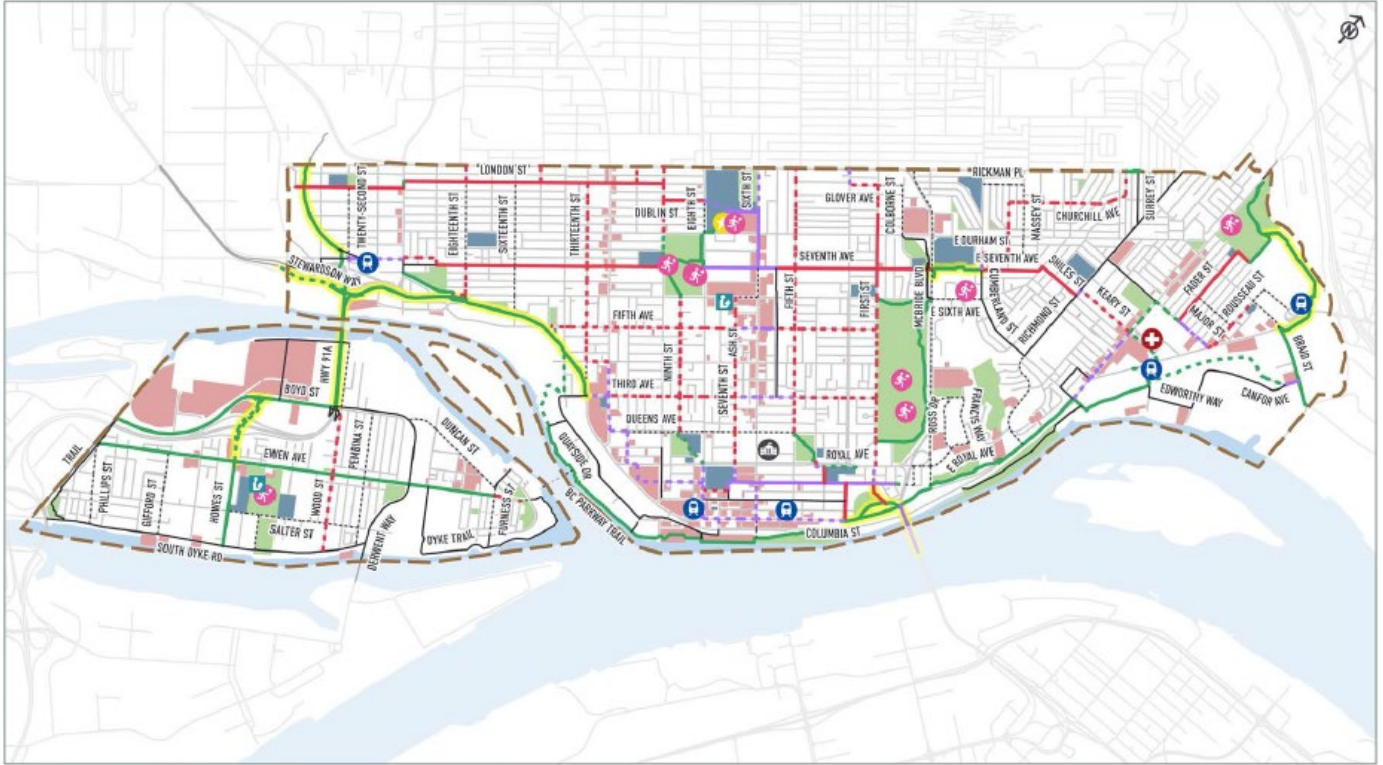 N
'LONDON ST'
RICKMAN PL
TWENTY-SECOND ST
EIGHTEENTH ST
SIXTEENTH ST
THIRTEENTH ST
DUBLIN ST
EIGHTH ST
SIXTH ST
GLOVER AVE
COLBORNE ST
MASSEY ST
CHURCHILL AVE
SURREY ST
STEWARDSON WAY
SEVENTH AVE
E DURHAM ST
E SEVENTH AVE
SHILES ST
CUMBERLAND ST
RICHMOND ST
KEARY ST
FADER ST
ROUSSEAU ST
MAJOR ST
BRAID ST
FIFTH AVE
FIFTH ST
FIRST ST
MCBRIDE BLVD
E SIXTH AVE
ASH ST
NINTH ST
SEVENTH ST
HWY 91A
BOYD ST
THIRD AVE
QUEENS AVE
ROSS DR
FRANCIS WAY
EDWORTHY WAY
CANFOR AVE
TRAIL
EWEN AVE
PEMBINA ST
DUNCAN ST
QUAYSIDE DR
ROYAL AVE
E ROYAL AVE
PHILLIPS ST
GIFFORD ST
HOWES ST
WOOD ST
SALTER ST
DERWENT WAY
DYKE TRAIL
FURNESS ST
BC PARKWAY TRAIL
COLUMBIA ST
SOUTH DYKE RD